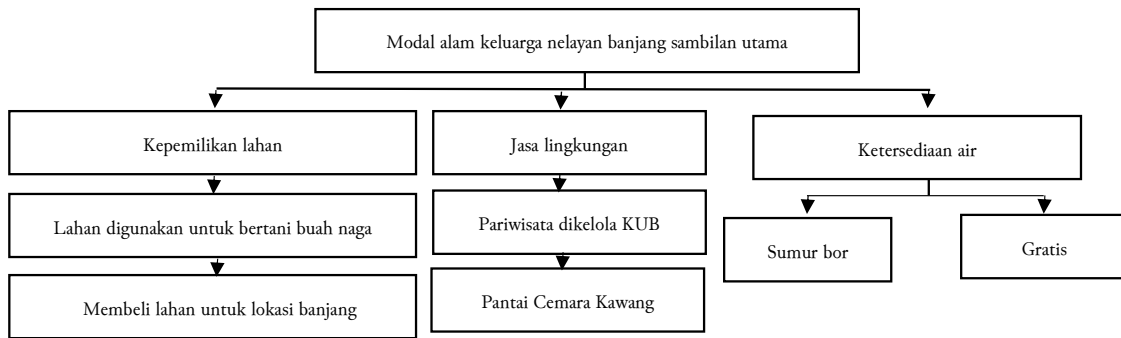 Modal alam keluarga nelayan banjang sambilan utama
Kepemilikan lahan
Jasa lingkungan
Ketersediaan air
Lahan digunakan untuk bertani buah naga
Pariwisata dikelola KUB
Sumur bor
Gratis
Membeli lahan untuk lokasi banjang
Pantai Cemara Kawang